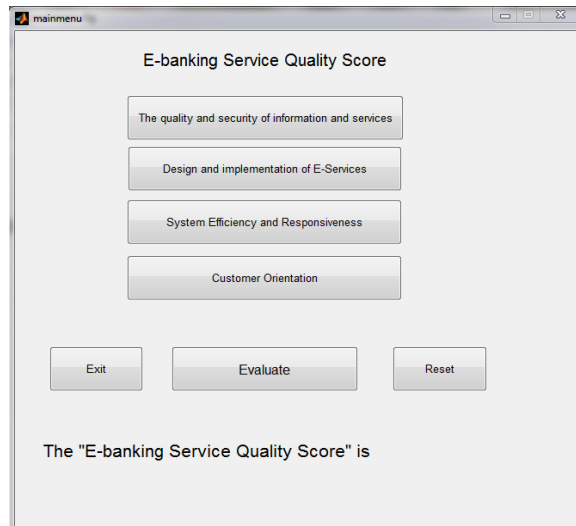 mainmenu
E-banking Service Quality Score
The quality and security of information and services
Design and implementation of E-Services
System Efficiency and Responsiveness
Customer Orientation
Exit
Evaluate
Reset
The "E-banking Service Quality Score" is